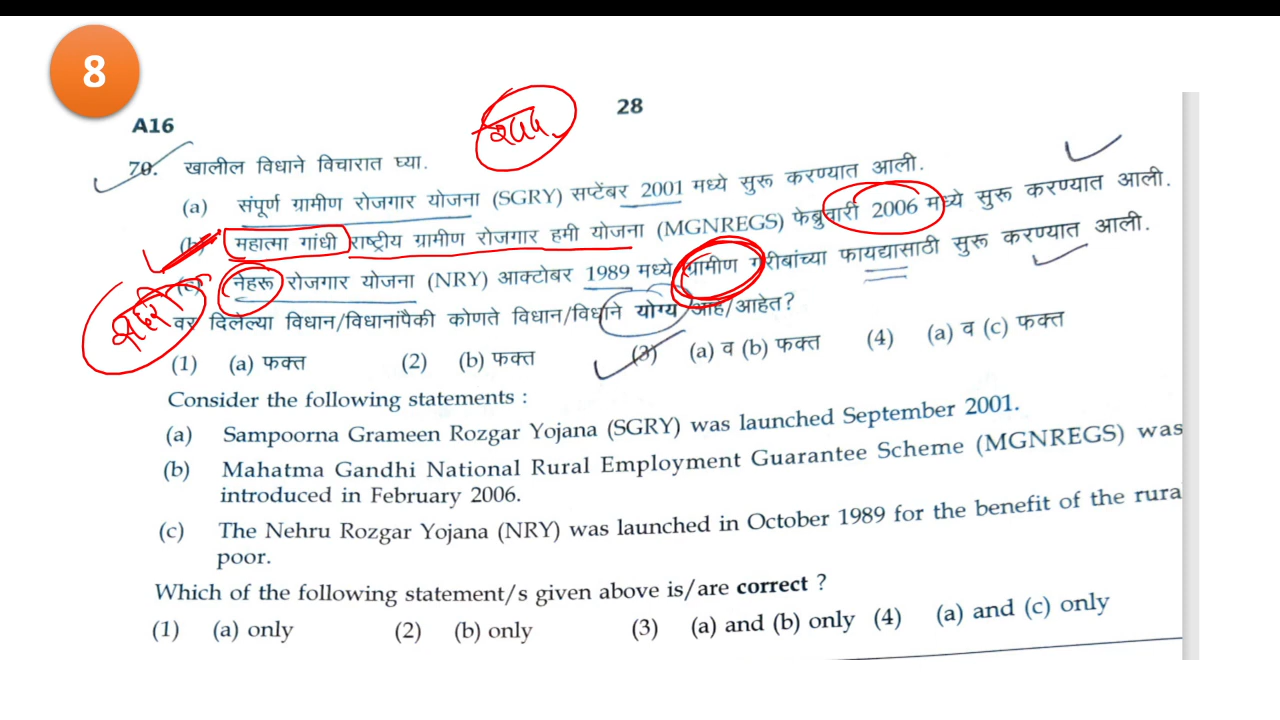 8
28
A16
70. खालील विधाने विचारात घ्या.
(a) संपूर्ण ग्रामीण रोजगार योजना (SGRY) सप्टेंबर 2001 मध्ये सुरू करण्यात आली.
(b) महात्मा गांधी राष्ट्रीय ग्रामीण रोजगार हमी योजना (MGNREGS) फेब्रुवारी 2006 मध्ये सुरू करण्यात आली.
(c) नेहरू रोजगार योजना (NRY) आक्टोबर 1989 मध्ये ग्रामीण गरीबांच्या फायद्यासाठी सुरू करण्यात आली.
वर दिलेल्या विधान/विधानांपैकी कोणते विधान/विधाने योग्य आहे/आहेत?
(1) (a) फक्त (2) (b) फक्त (3) (a) व (b) फक्त (4) (a) व (c) फक्त
Consider the following statements :
(a) Sampoorna Grameen Rozgar Yojana (SGRY) was launched September 2001.
(b) Mahatma Gandhi National Rural Employment Guarantee Scheme (MGNREGS) was
introduced in February 2006.
(c) The Nehru Rozgar Yojana (NRY) was launched in October 1989 for the benefit of the rura
poor.
Which of the following statement/s given above is/are correct ?
(1) (a) only (2) (b) only (3) (a) and (b) only (4) (a) and (c) only